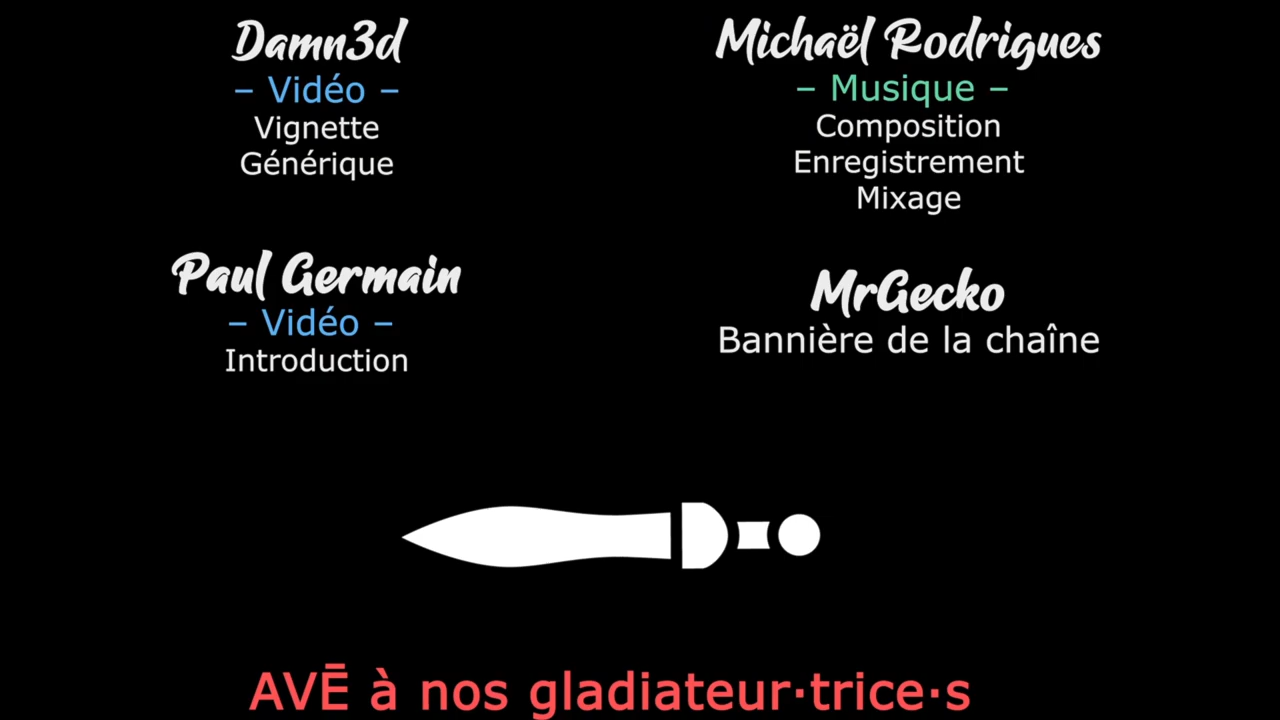 Damn3d
– Vidéo –
Vignette
Générique
Michaël Rodrigues
– Musique –
Composition
Enregistrement
Mixage
Paul Germain
– Vidéo –
Introduction
MrGecko
Bannière de la chaîne
AVĒ à nos gladiateur·trice·s